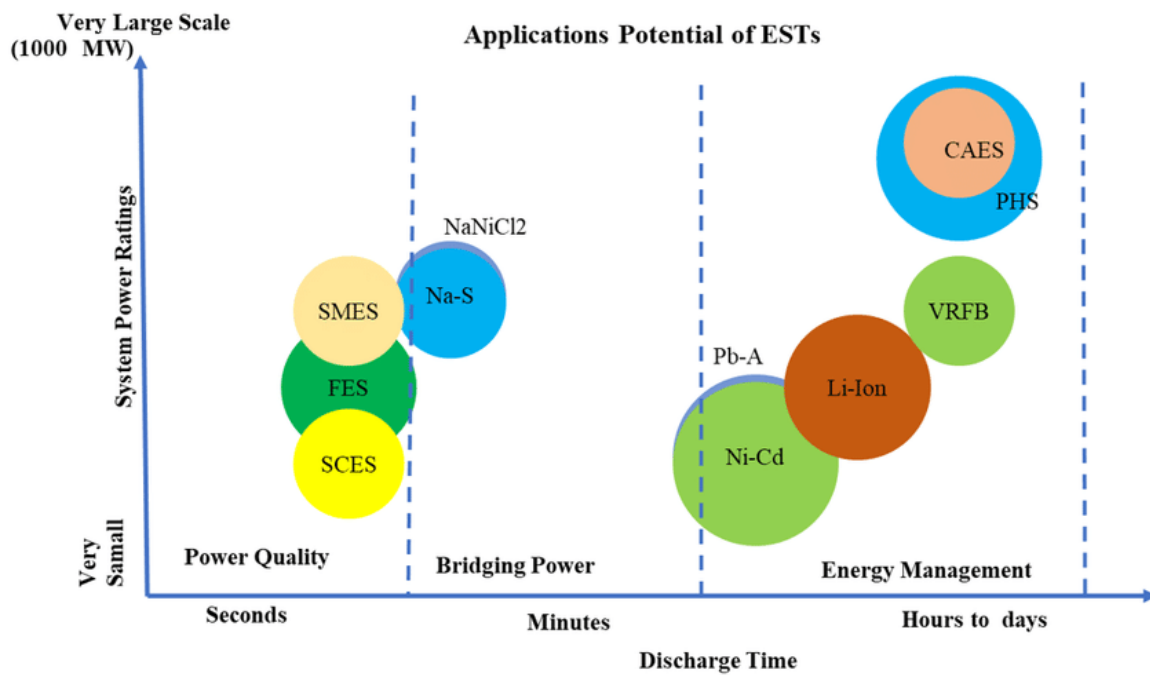 Very Large Scale
(1000 MW)
Applications Potential of ESTs
System Power Ratings
Very
Samall
CAES
PHS
NaNiCl2
Na-S
SMES
VRFB
Pb-A
FES
Li-Ion
Ni-Cd
SCES
Power Quality
Bridging Power
Energy Management
Seconds
Minutes
Hours to days
Discharge Time